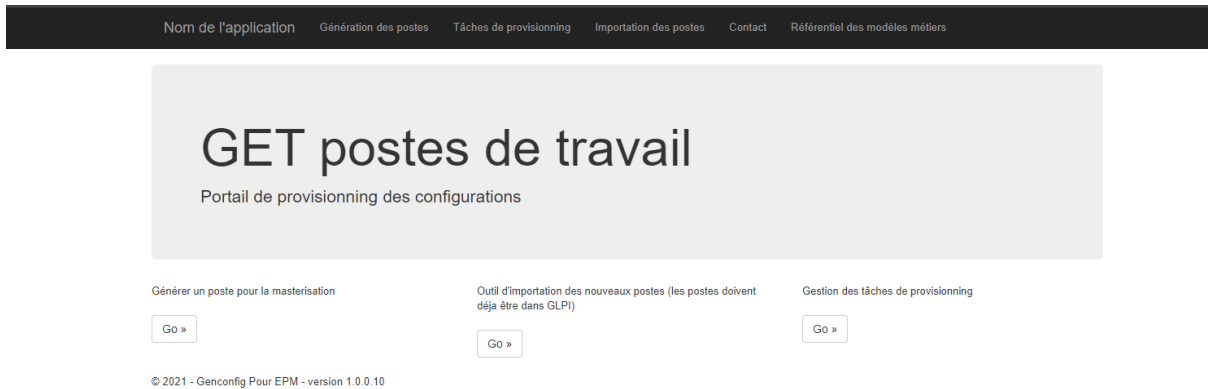 Nom de l'application Génération des postes Tâches de provisionning Importation des postes Contact Référentiel des modèles métiers
GET postes de travail
Portail de provisionning des configurations
Générer un poste pour la masterisation
Go »
Outil d'importation des nouveaux postes (les postes doivent
déja être dans GLPI)
Go »
Gestion des tâches de provisionning
Go »
© 2021 - Genconfig Pour EPM - version 1.0.0.10